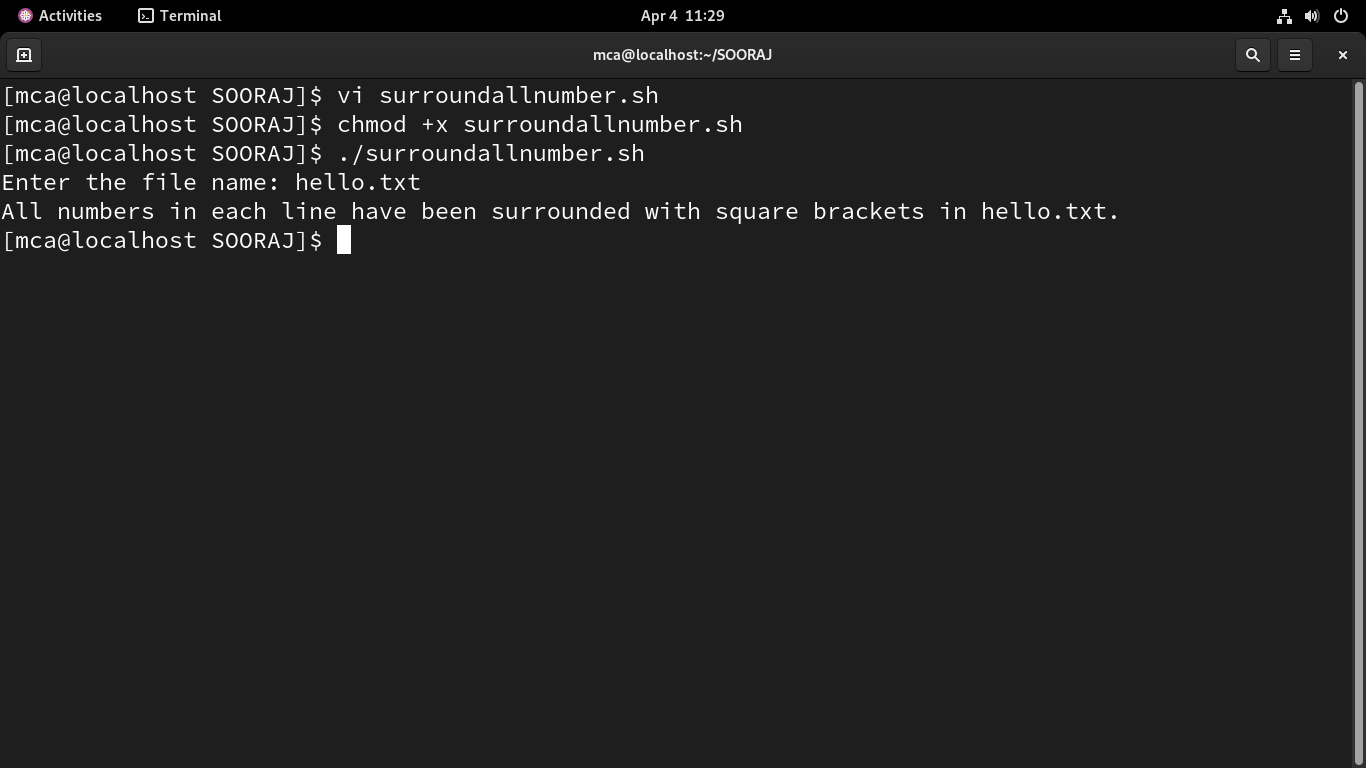 Activities Terminal Apr 4 11:29
mca@localhost:~/SOORAJ
[mca@localhost SOORAJ]$ vi surroundallnumber.sh
[mca@localhost SOORAJ]$ chmod +x surroundallnumber.sh
[mca@localhost SOORAJ]$ ./surroundallnumber.sh
Enter the file name: hello.txt
All numbers in each line have been surrounded with square brackets in hello.txt.
[mca@localhost SOORAJ]$